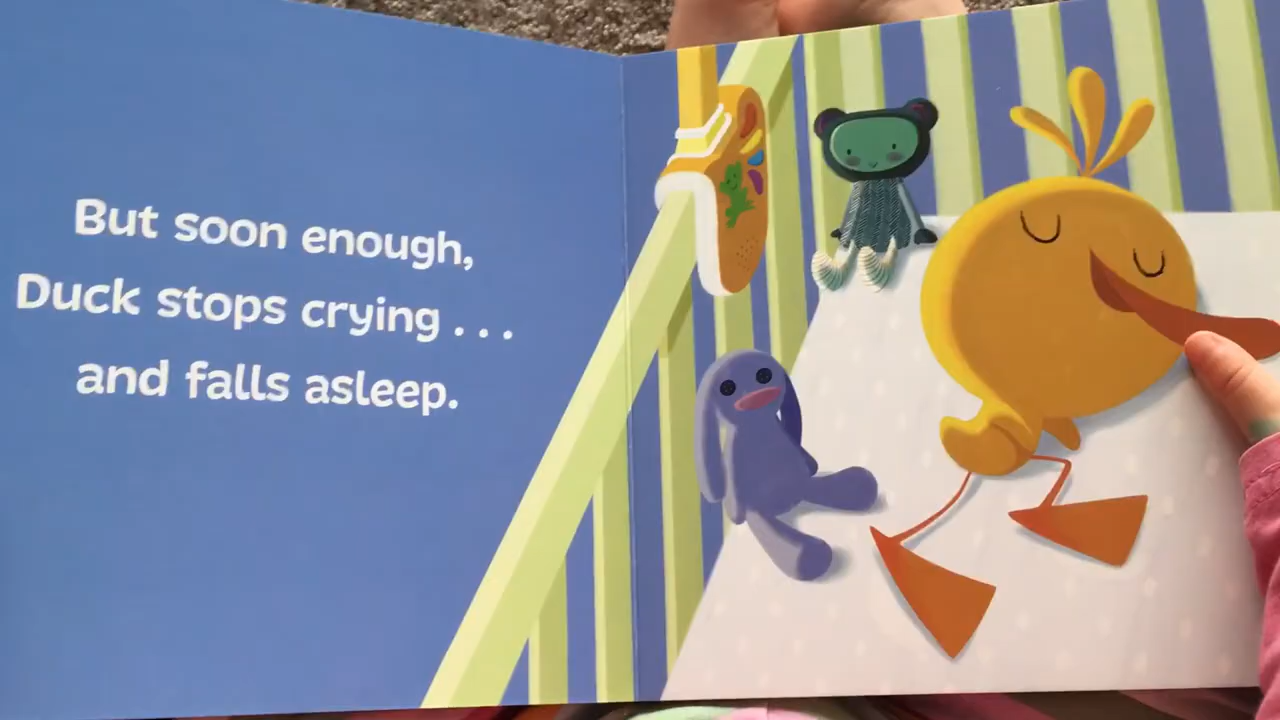 But soon enough,
Duck stops crying . . .
and falls asleep.